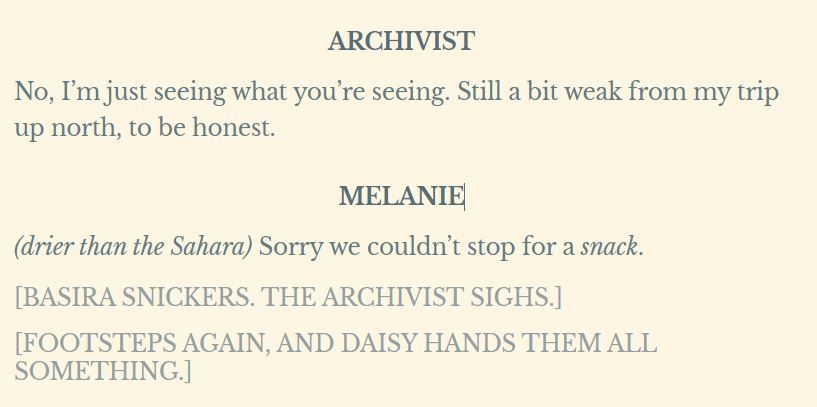 ARCHIVIST
No, I’m just seeing what you’re seeing. Still a bit weak from my trip
up north, to be honest.
MELANIE
(drier than the Sahara) Sorry we couldn’t stop for a snack.
[BASIRA SNICKERS. THE ARCHIVIST SIGHS.]
[FOOTSTEPS AGAIN, AND DAISY HANDS THEM ALL
SOMETHING.]